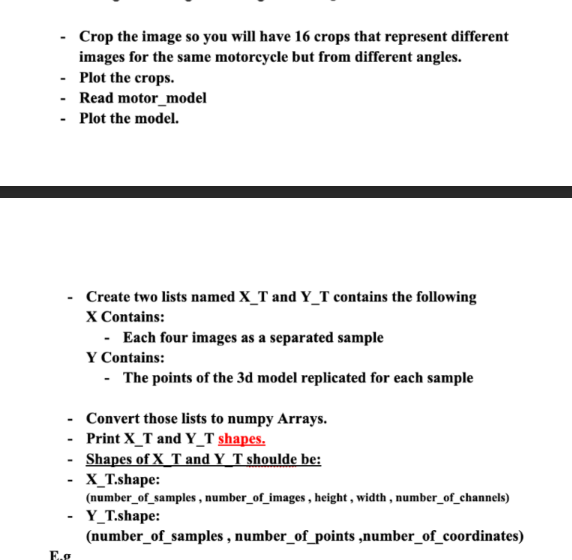 - Crop the image so you will have 16 crops that represent different
images for the same motorcycle but from different angles.
- Plot the crops.
- Read motor_model
- Plot the model.
- Create two lists named X_T and Y_T contains the following
X Contains:
- Each four images as a separated sample
Y Contains:
- The points of the 3d model replicated for each sample
- Convert those lists to numpy Arrays.
- Print X_T and Y_T shapes.
- Shapes of X_T and Y_T shoulde be:
- X_T.shape:
(number_of_samples , number_of_images , height , width , number_of_channels)
- Y_T.shape:
(number_of_samples , number_of_points ,number_of_coordinates)
E.g